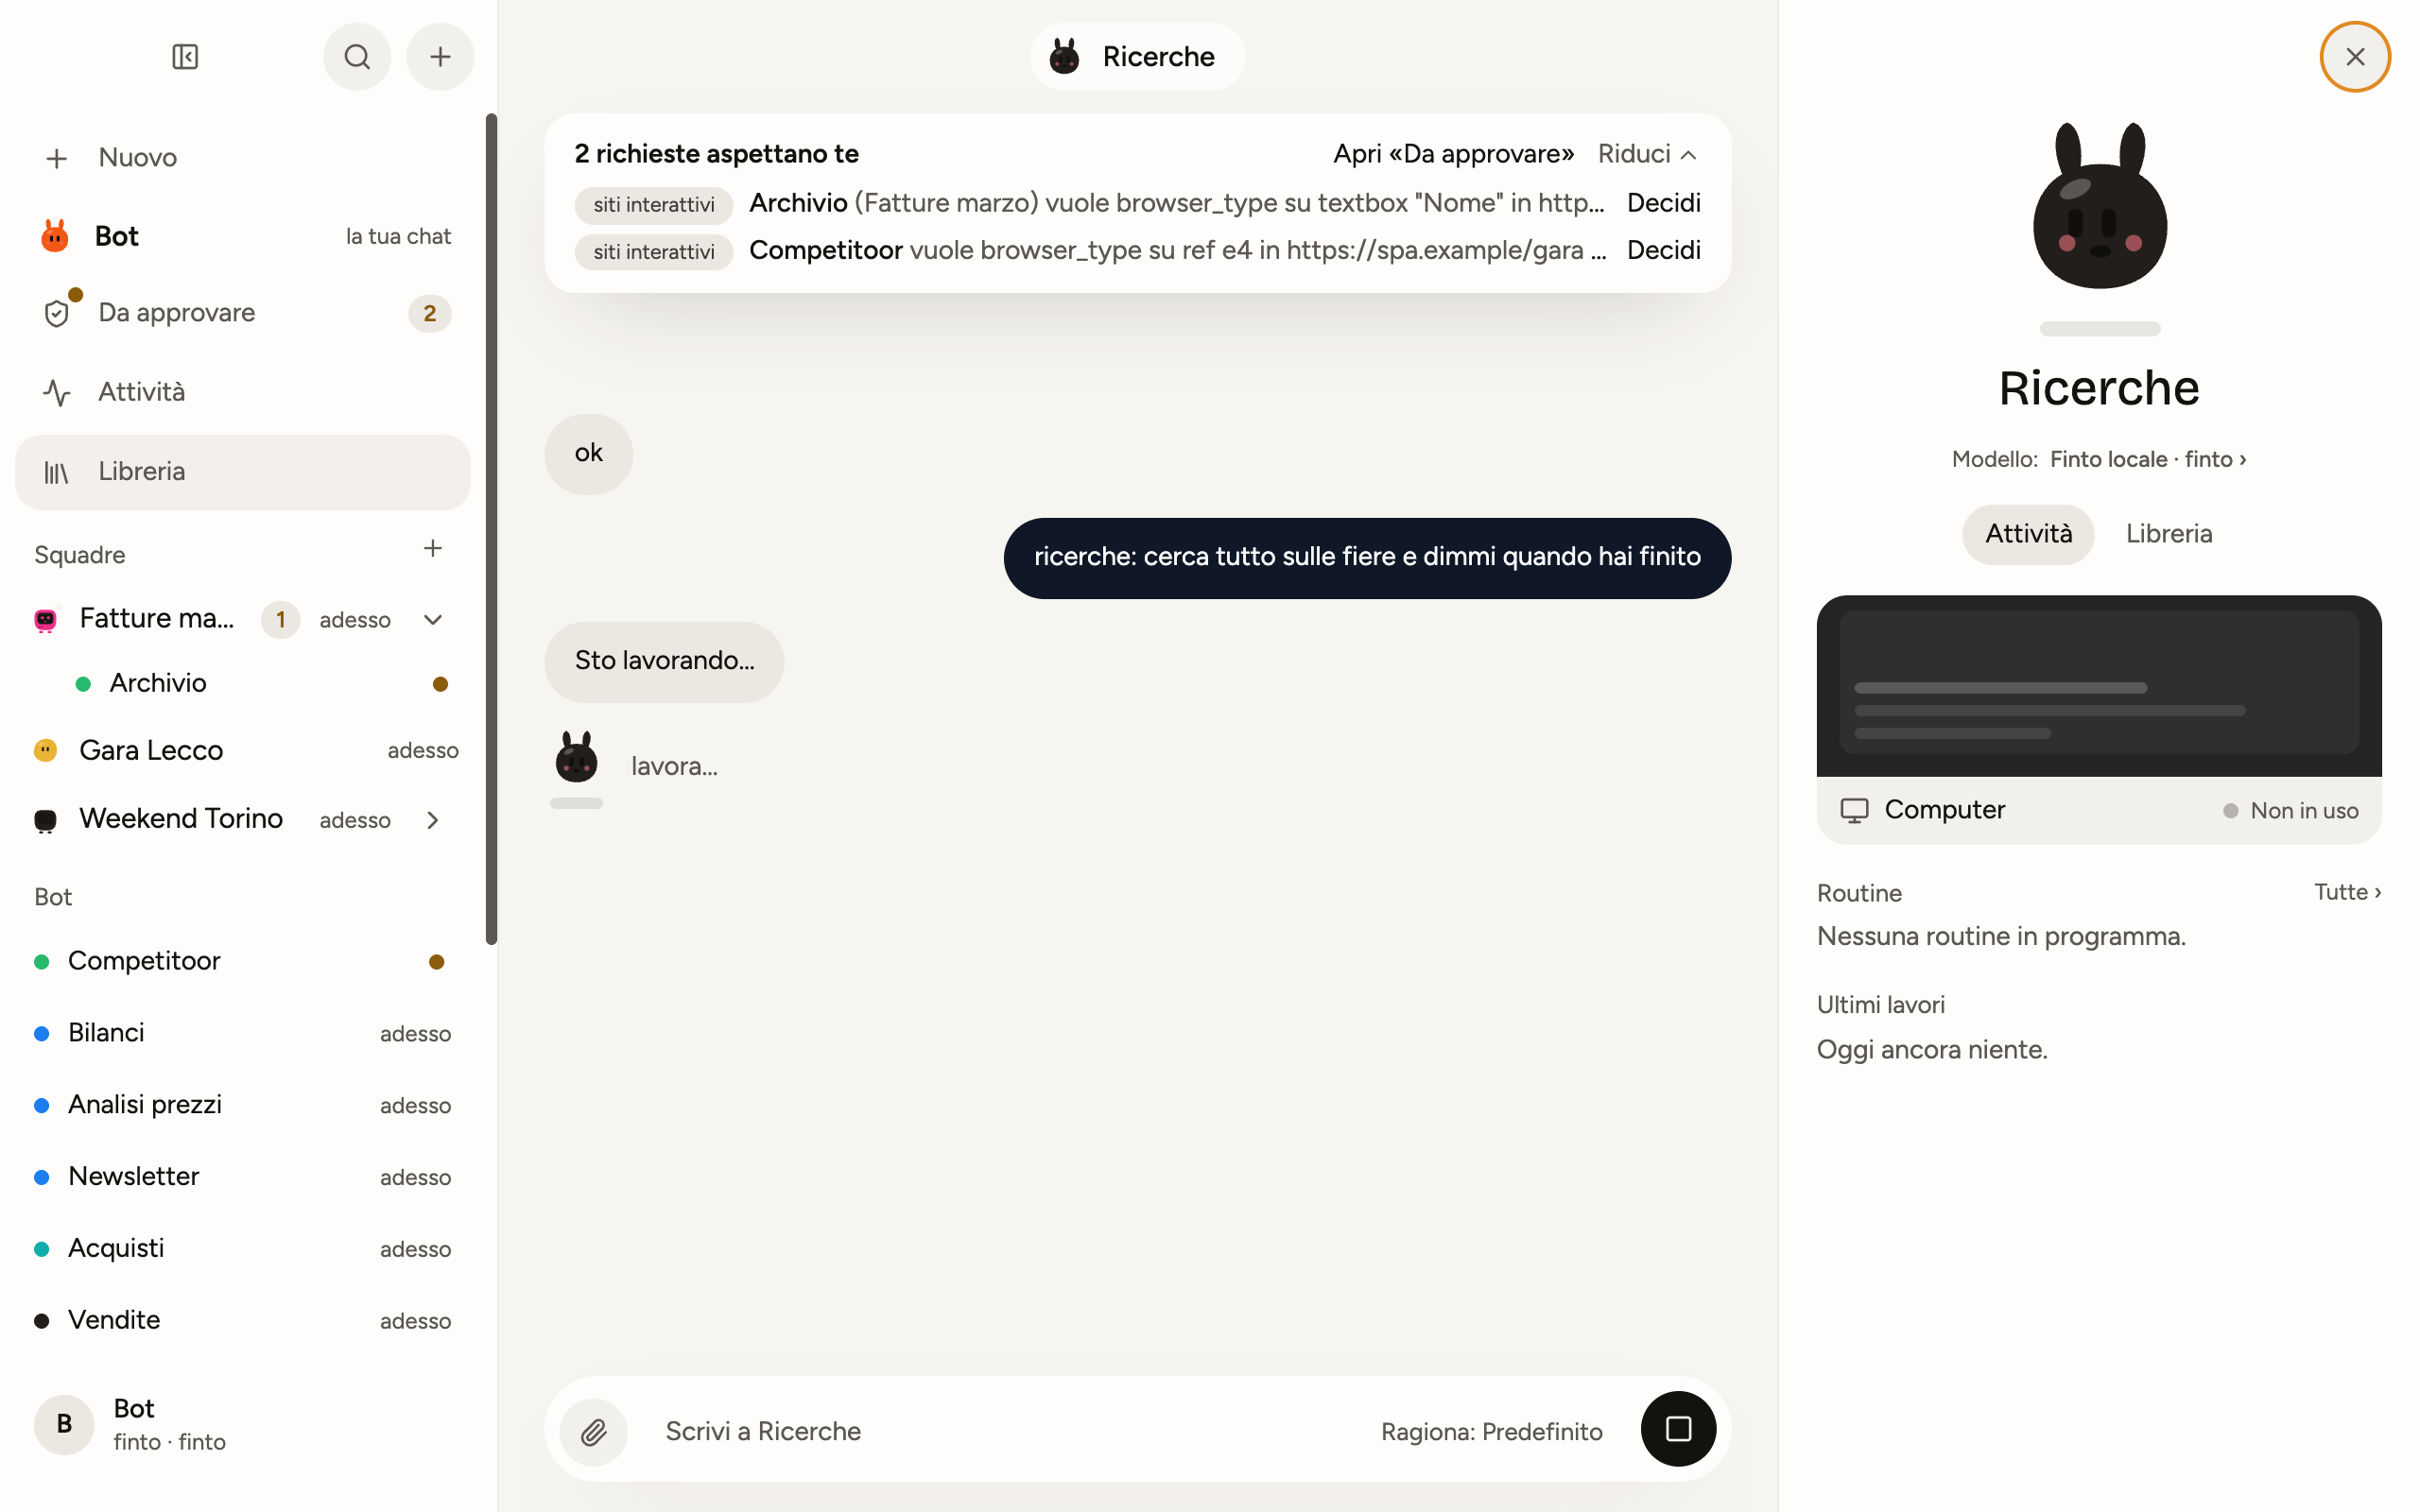 Nuovo
Bot la tua chat
Da approvare 2
Attività
Libreria
Squadre
Fatture ma... 1 adesso
Archivio
Gara Lecco adesso
Weekend Torino adesso
Bot
Competitoor
Bilanci adesso
Analisi prezzi adesso
Newsletter adesso
Acquisti adesso
Vendite adesso
B
Bot
finto · finto
Ricerche
2 richieste aspettano te Apri «Da approvare» Riduci
siti interattivi Archivio (Fatture marzo) vuole browser_type su textbox "Nome" in http... Decidi
siti interattivi Competitoor vuole browser_type su ref e4 in https://spa.example/gara ... Decidi
ok
ricerche: cerca tutto sulle fiere e dimmi quando hai finito
Sto lavorando...
lavora...
Scrivi a Ricerche Ragiona: Predefinito
Ricerche
Modello: Finto locale · finto ›
Attività Libreria
Computer Non in uso
Routine Tutte ›
Nessuna routine in programma.
Ultimi lavori
Oggi ancora niente.